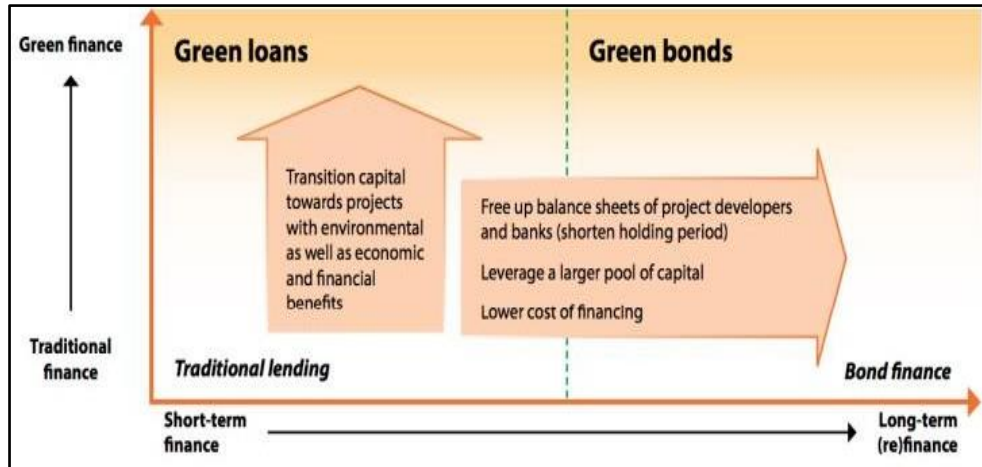 Green finance
Traditional
finance
Green loans
Green bonds
Transition capital
towards projects
with environmental
as well as economic
and financial
benefits
Free up balance sheets of project developers
and banks (shorten holding period)
Leverage a larger pool of capital
Lower cost of financing
Traditional lending
Bond finance
Short-term
finance
Long-term
(re)finance